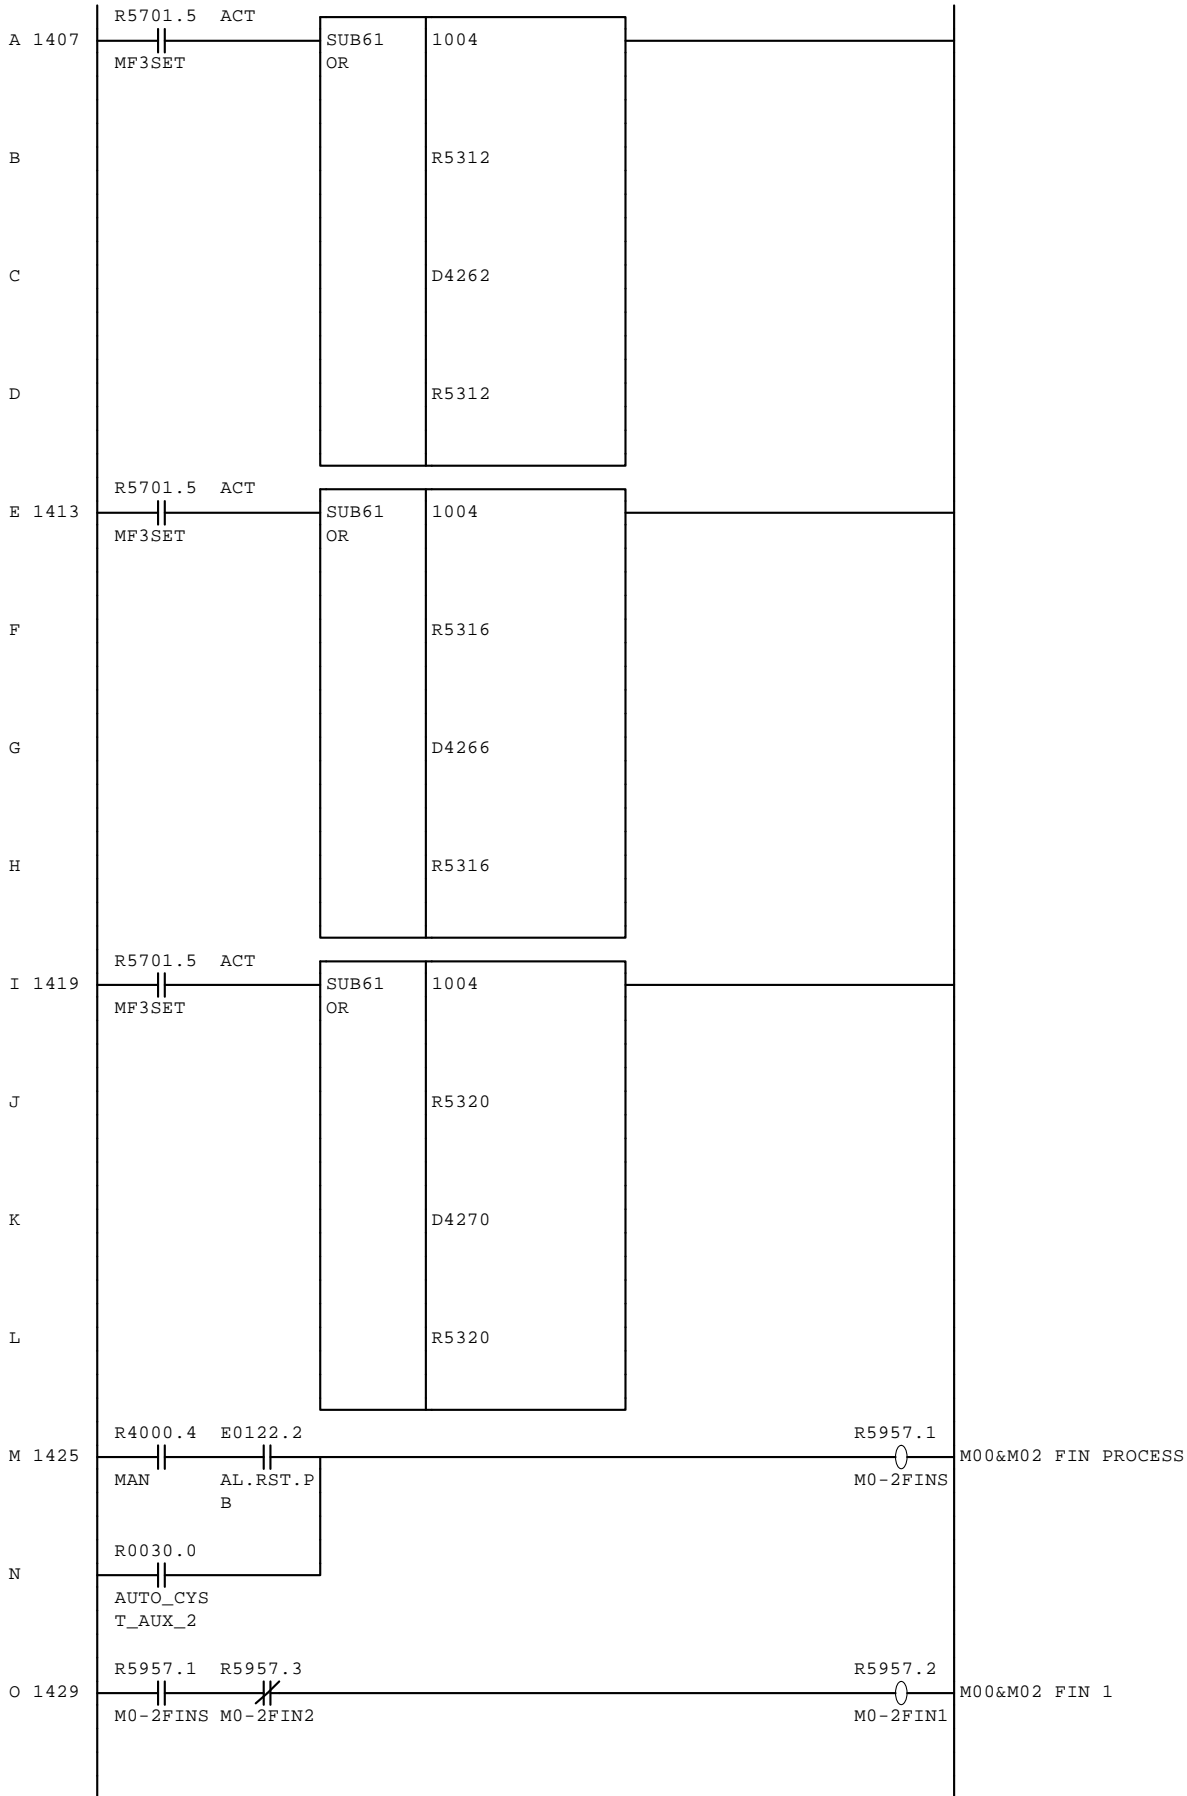 R5701.5 ACT
A 1407 SUB61 1004
MF3SET OR
B R5312
C D4262
D R5312
R5701.5 ACT
E 1413 SUB61 1004
MF3SET OR
F R5316
G D4266
H R5316
R5701.5 ACT
I 1419 SUB61 1004
MF3SET OR
J R5320
K D4270
L R5320
R4000.4 E0122.2 R5957.1
M 1425 M00&M02 FIN PROCESS
MAN AL.RST.P M0-2FINS
B
R0030.0
N
AUTO_CYS
T_AUX_2
R5957.1 R5957.3 R5957.2
O 1429 M00&M02 FIN 1
M0-2FINS M0-2FIN2 M0-2FIN1